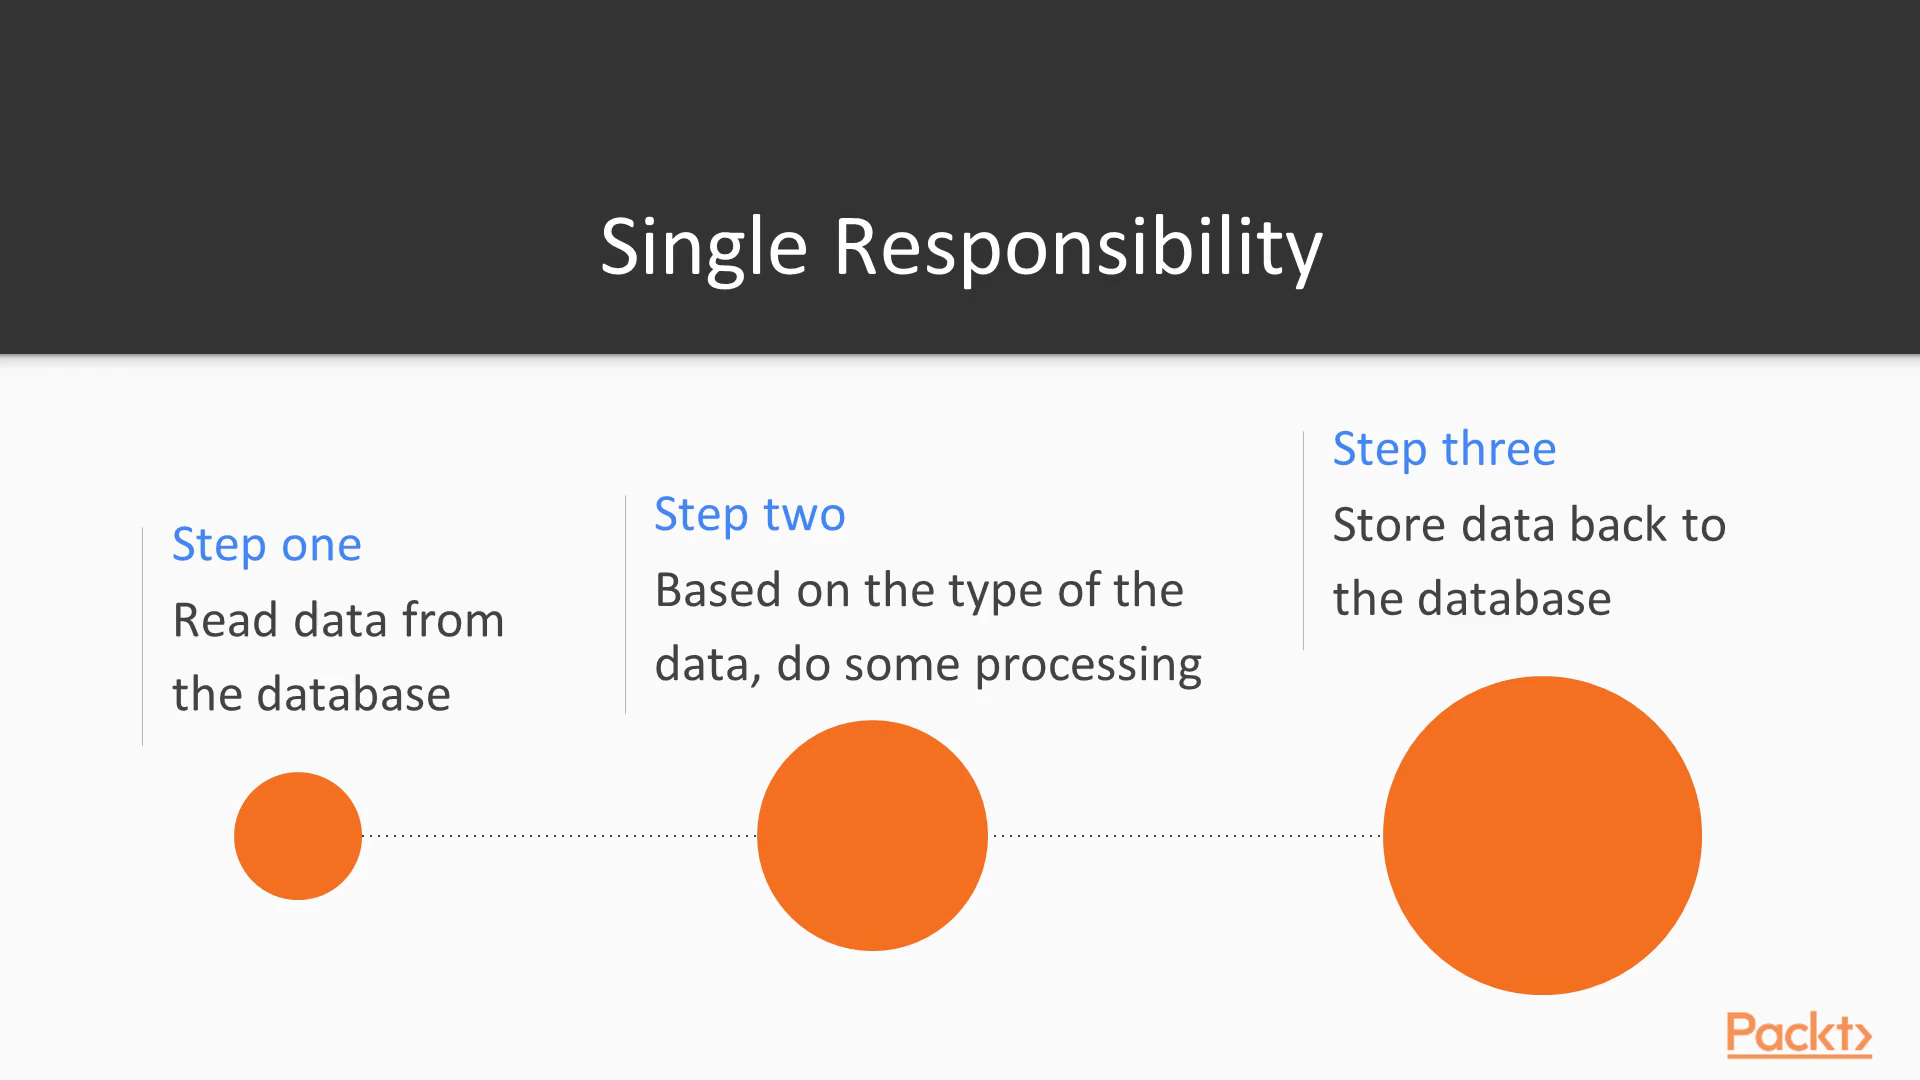 Single Responsibility
Step one
Read data from
the database
Step two
Based on the type of the
data, do some processing
Step three
Store data back to
the database
Packt>